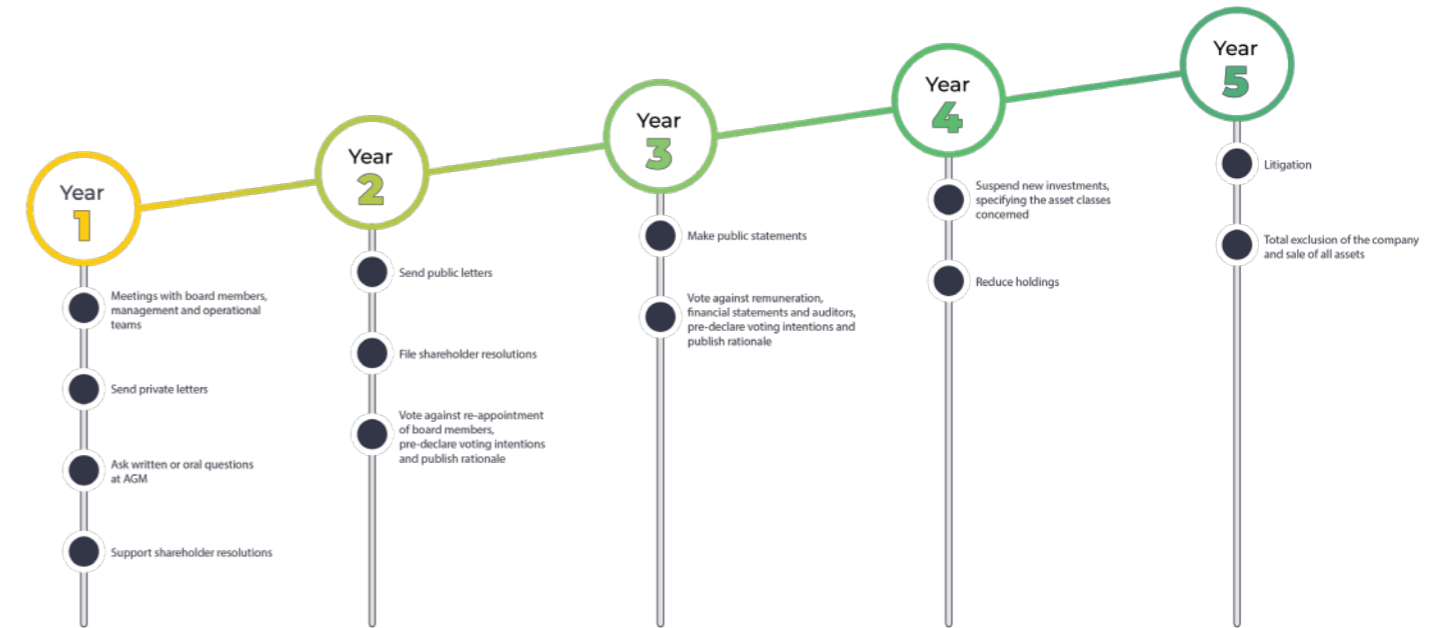 Year
1
Meetings with board members,
management and operational
teams
Send private letters
Ask written or oral questions
at AGM
Support shareholder resolutions
Year
2
Send public letters
File shareholder resolutions
Vote against re-appointment
of board members,
pre-declare voting intentions
and publish rationale
Year
3
Make public statements
Vote against remuneration,
financial statements and auditors,
pre-declare voting intentions and
publish rationale
Year
4
Suspend new investments,
specifying the asset classes
concerned
Reduce holdings
Year
5
Litigation
Total exclusion of the company
and sale of all assets